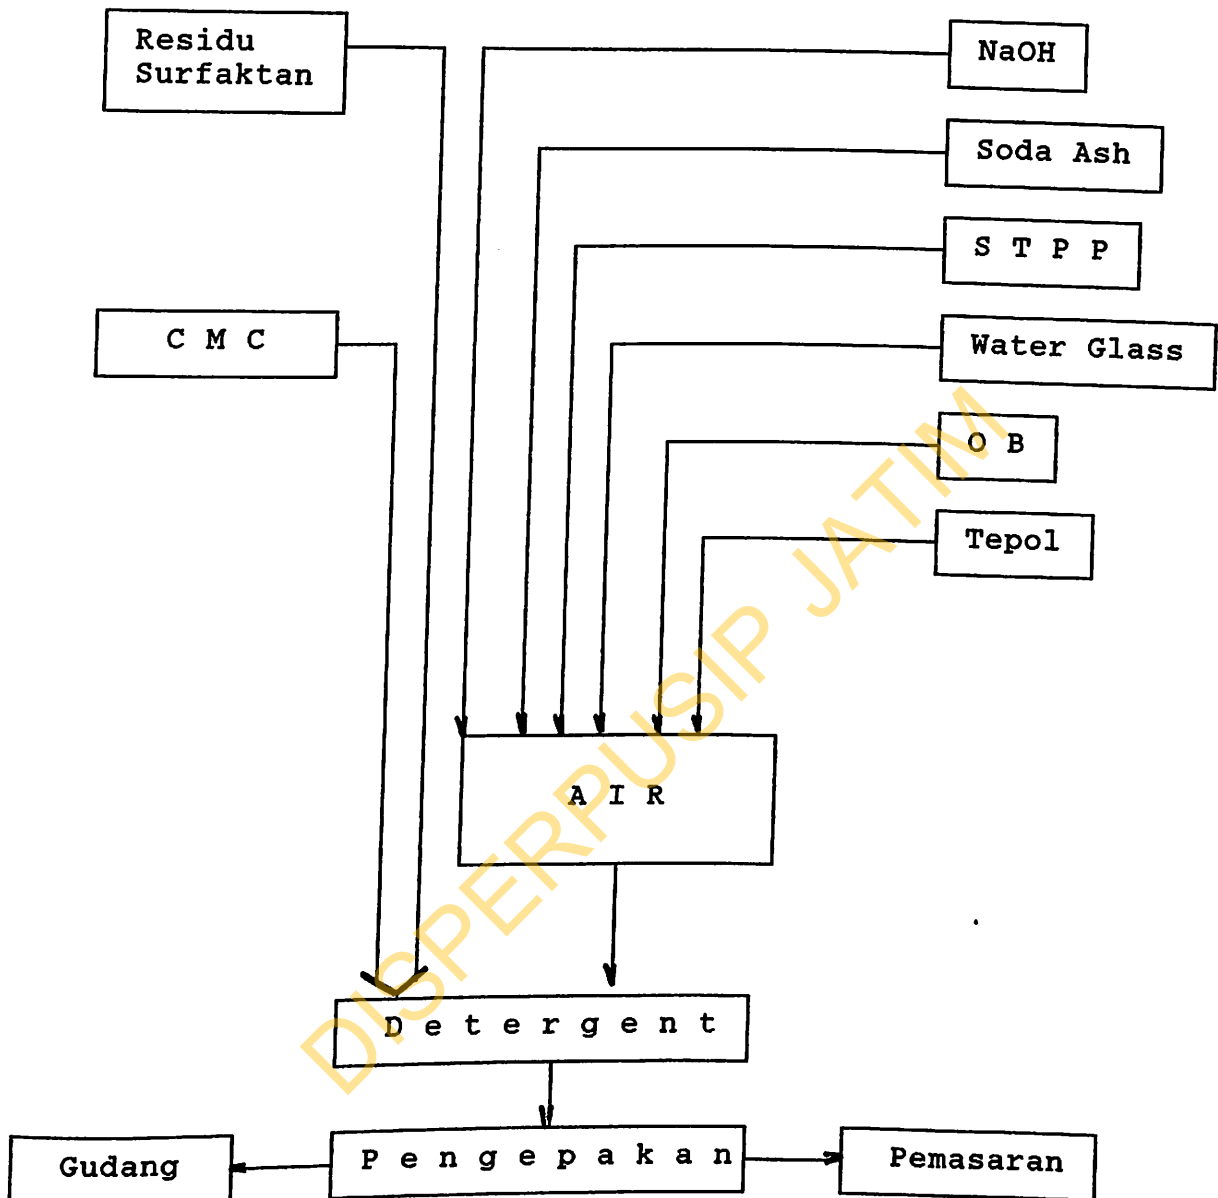 Residu
Surfaktan
NaOH
Soda Ash
S T P P
C M C
Water Glass
O B
Tepol
A I R
D e t e r g e n t
P e n g e p a k a n
Gudang
Pemasaran
DISPERPUSIP JATIM